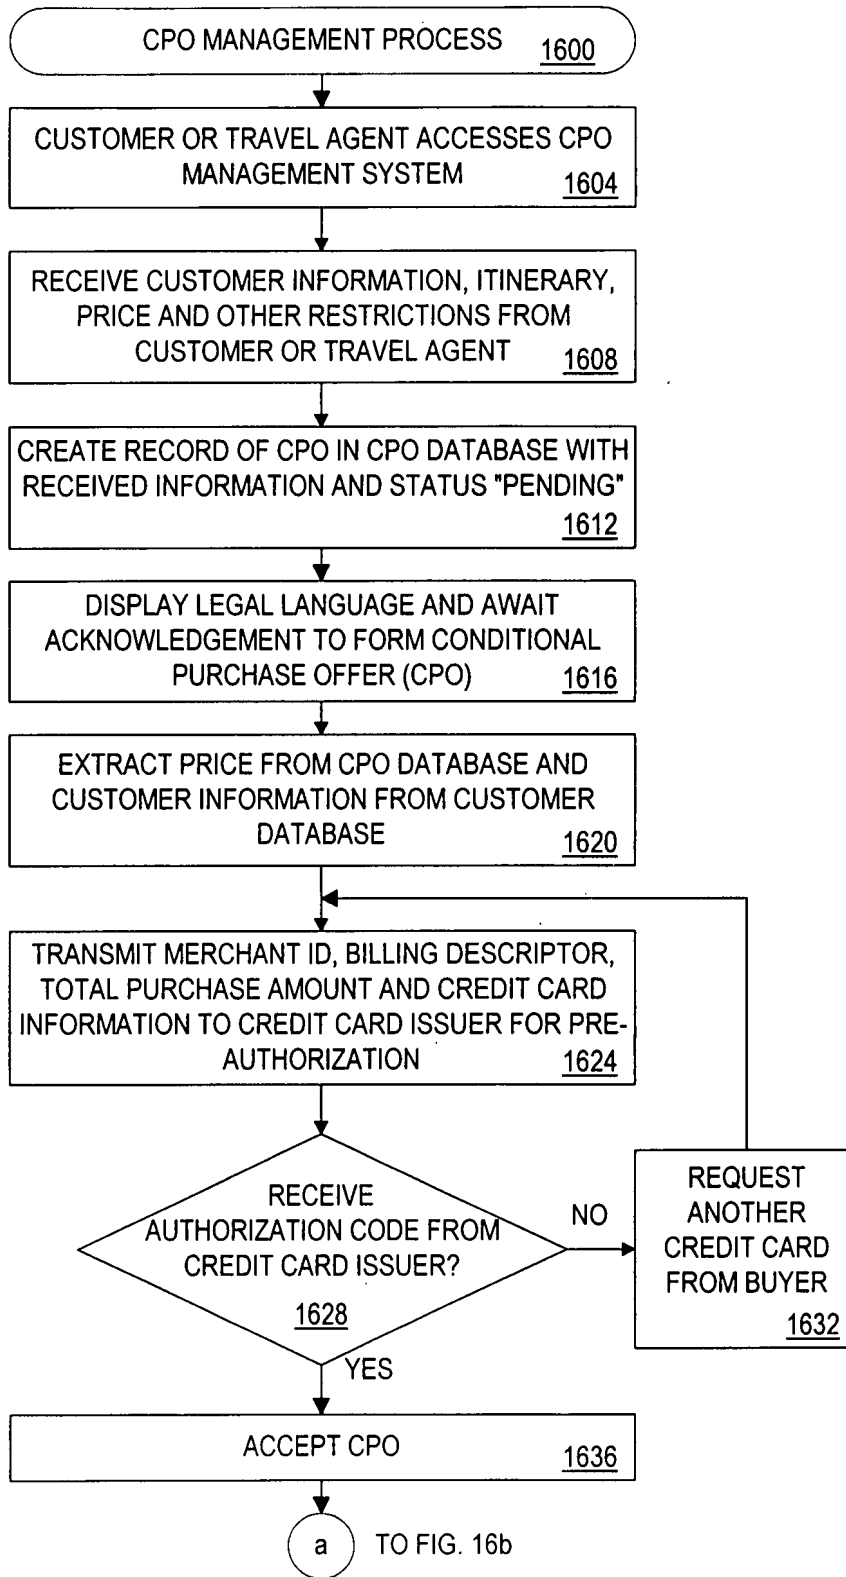 CPO MANAGEMENT PROCESS 1600
CUSTOMER OR TRAVEL AGENT ACCESSES CPO
MANAGEMENT SYSTEM 1604
RECEIVE CUSTOMER INFORMATION, ITINERARY,
PRICE AND OTHER RESTRICTIONS FROM
CUSTOMER OR TRAVEL AGENT 1608
CREATE RECORD OF CPO IN CPO DATABASE WITH
RECEIVED INFORMATION AND STATUS "PENDING"
1612
DISPLAY LEGAL LANGUAGE AND AWAIT
ACKNOWLEDGEMENT TO FORM CONDITIONAL
PURCHASE OFFER (CPO) 1616
EXTRACT PRICE FROM CPO DATABASE AND
CUSTOMER INFORMATION FROM CUSTOMER
DATABASE 1620
TRANSMIT MERCHANT ID, BILLING DESCRIPTOR,
TOTAL PURCHASE AMOUNT AND CREDIT CARD
INFORMATION TO CREDIT CARD ISSUER FOR PRE-
AUTHORIZATION 1624
RECEIVE
AUTHORIZATION CODE FROM
CREDIT CARD ISSUER?
1628
NO
REQUEST
ANOTHER
CREDIT CARD
FROM BUYER
1632
YES
ACCEPT CPO 1636
a TO FIG. 16b